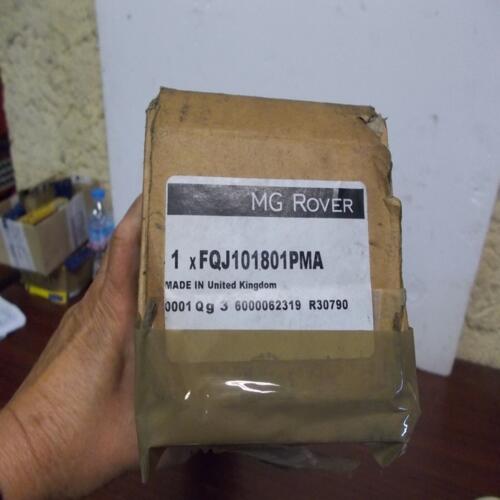 MG ROVER
1 x FQJ101801PMA
MADE IN United Kingdom
0001 Qg 3 6000062319 R30790